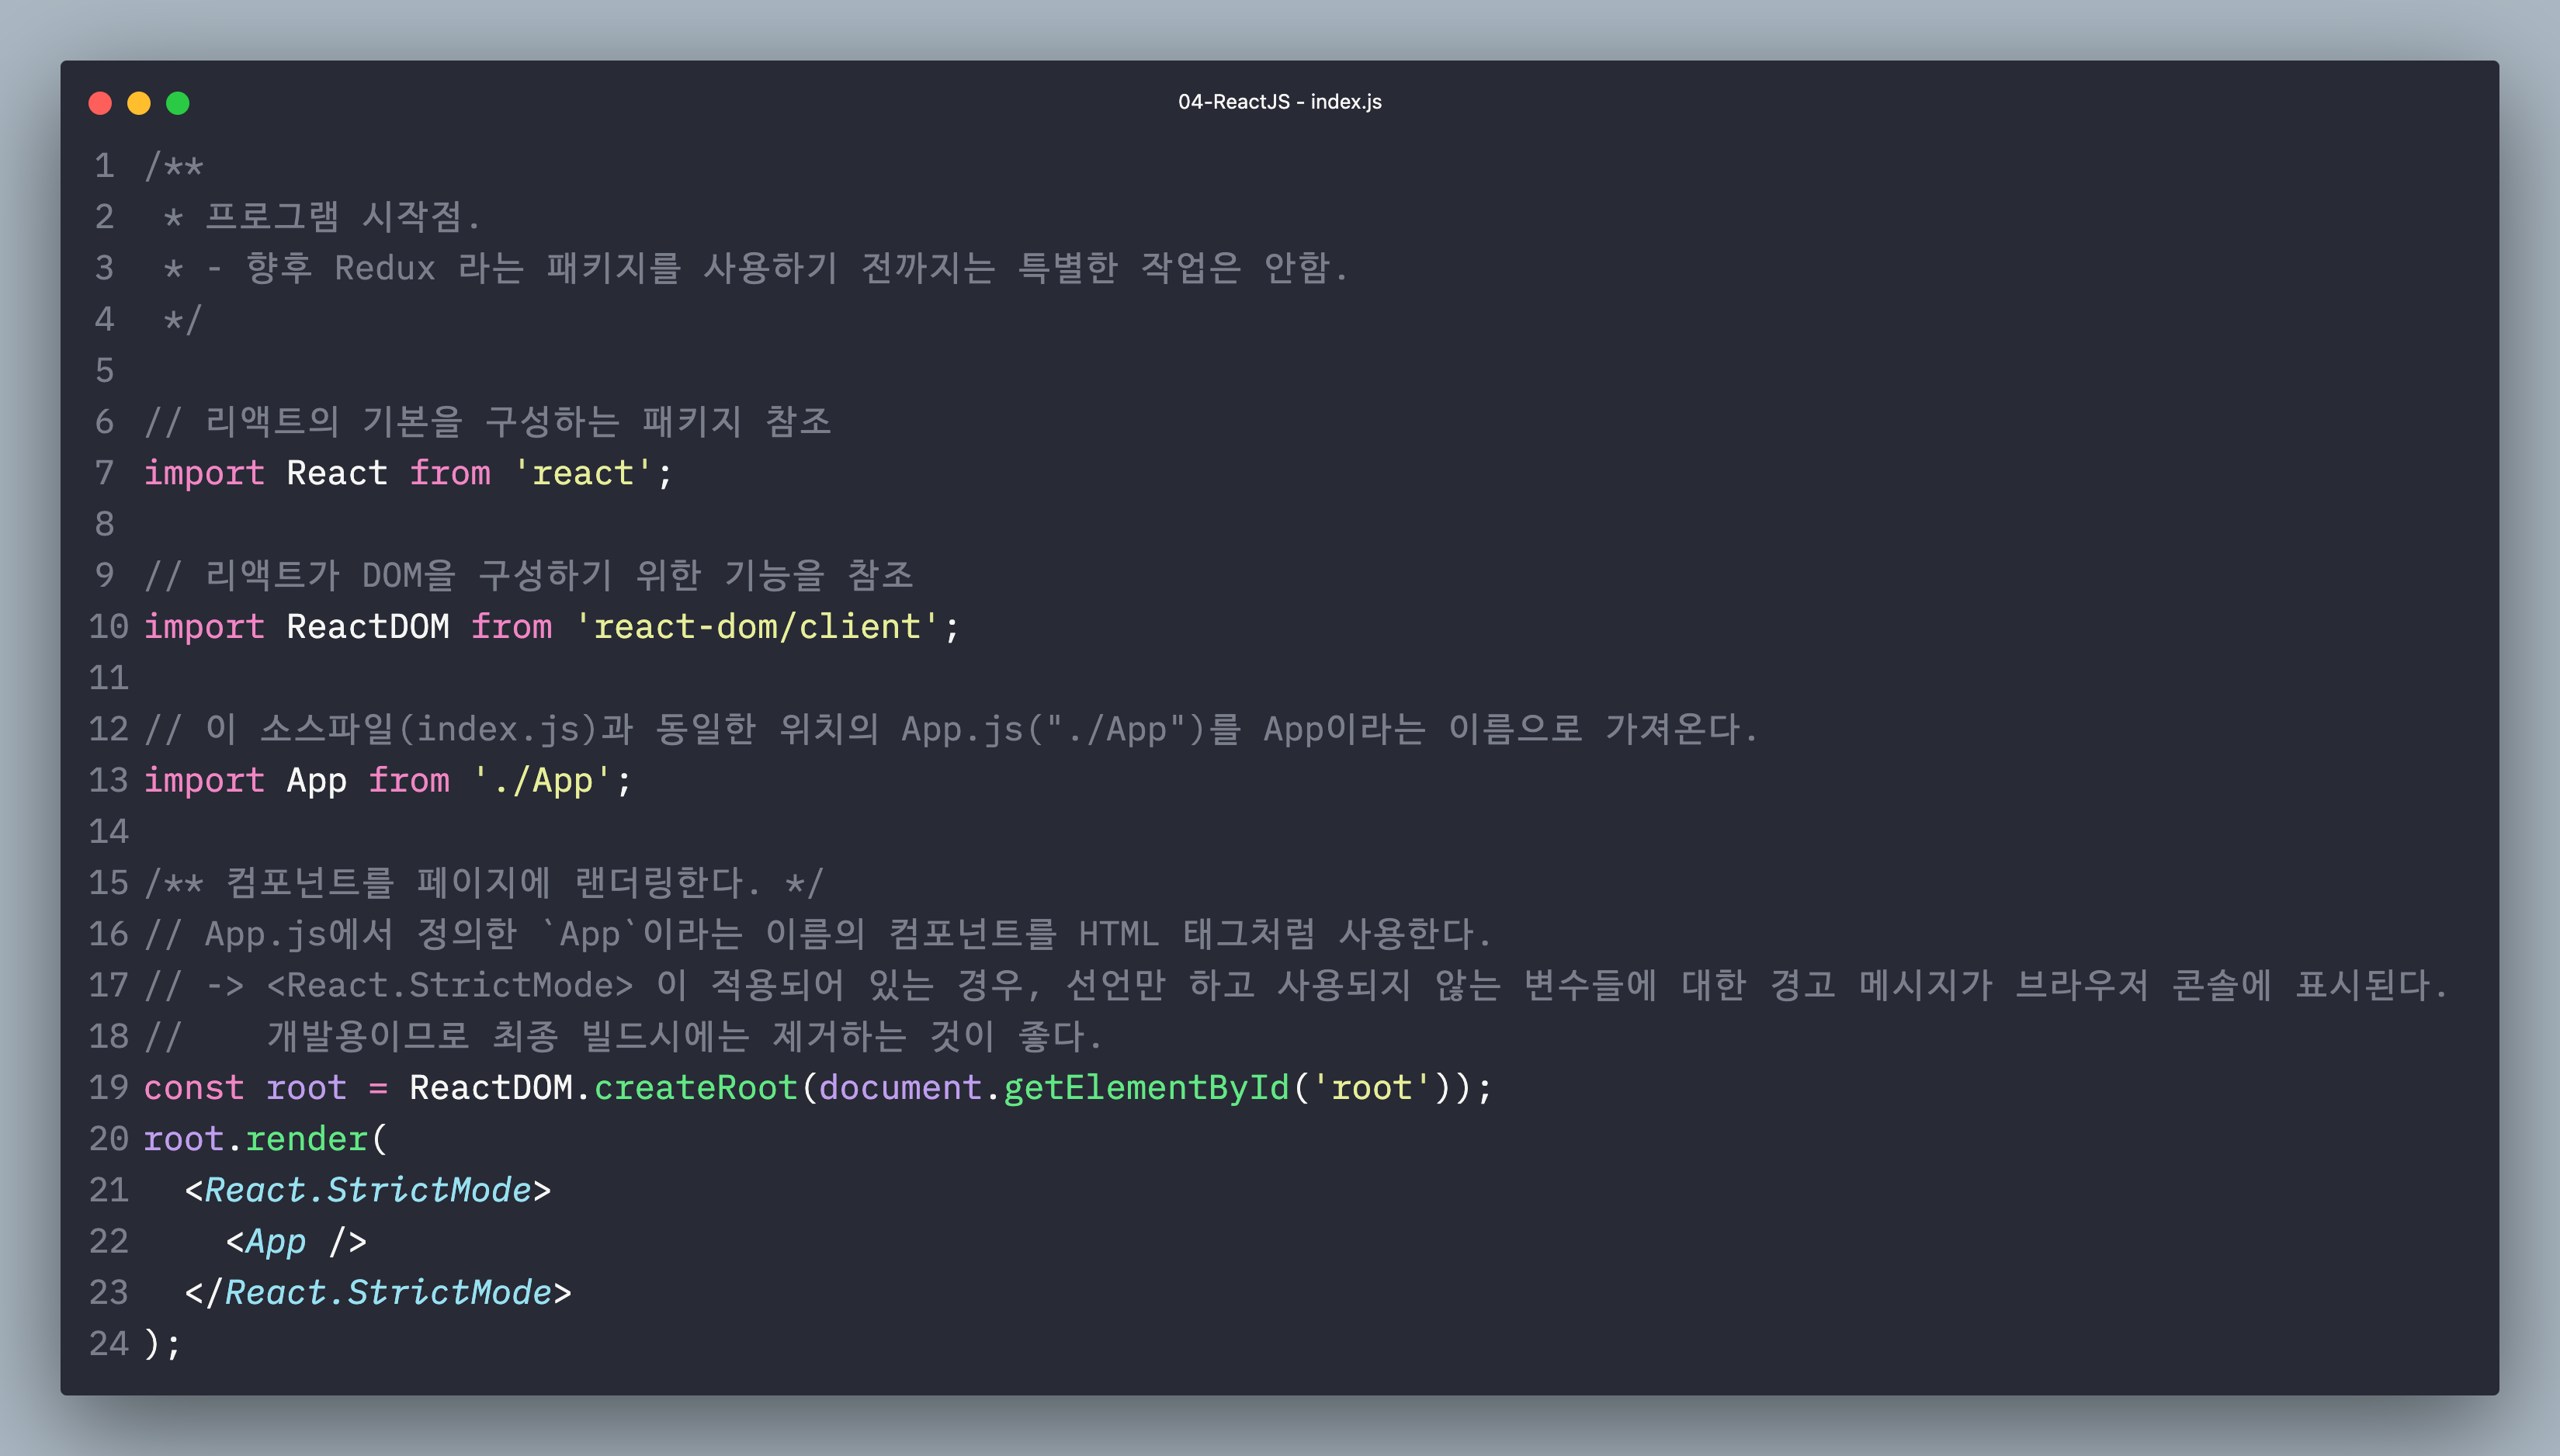 04-ReactJS - index.js
1 /**
2  * 프로그램 시작점.
3  * - 향후 Redux 라는 패키지를 사용하기 전까지는 특별한 작업은 안함.
4  */
5
6 // 리액트의 기본을 구성하는 패키지 참조
7 import React from 'react';
8
9 // 리액트가 DOM을 구성하기 위한 기능을 참조
10 import ReactDOM from 'react-dom/client';
11
12 // 이 소스파일(index.js)과 동일한 위치의 App.js("./App")를 App이라는 이름으로 가져온다.
13 import App from './App';
14
15 /** 컴포넌트를 페이지에 랜더링한다. */
16 // App.js에서 정의한 `App`이라는 이름의 컴포넌트를 HTML 태그처럼 사용한다.
17 // -> <React.StrictMode> 이 적용되어 있는 경우, 선언만 하고 사용되지 않는 변수들에 대한 경고 메시지가 브라우저 콘솔에 표시된다.
18 //    개발용이므로 최종 빌드시에는 제거하는 것이 좋다.
19 const root = ReactDOM.createRoot(document.getElementById('root'));
20 root.render(
21   <React.StrictMode>
22     <App />
23   </React.StrictMode>
24 );